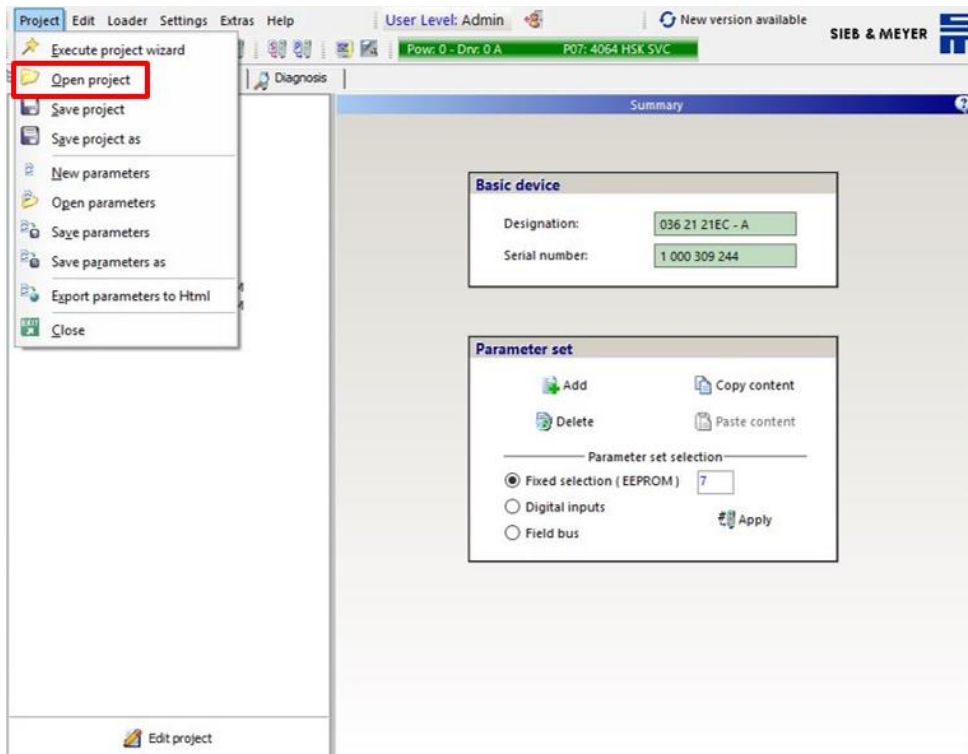 Project Edit Loader Settings Extras Help User Level: Admin New version available
SIEB & MEYER
Execute project wizard
Pow: 0 - Drv: 0 A P07: 4064 HSK SVC
Open project
Diagnosis
Save project
Summary
Save project as
New parameters
Open parameters
Save parameters
Save parameters as
Export parameters to Html
Close
Basic device
Designation: 036 21 21EC - A
Serial number: 1 000 309 244
Parameter set
Add Copy content
Delete Paste content
Parameter set selection
Fixed selection ( EEPROM ) 7
Digital inputs
Apply
Field bus
Edit project